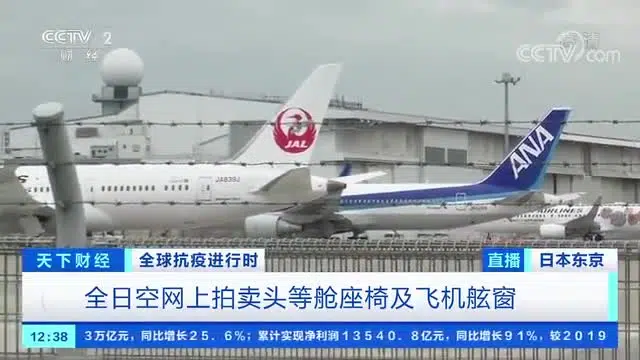 CCTV 2
财经
CCTV.com
JAL
ANA
AIRLINES
天下财经
全球抗疫进行时
直播
日本东京
全日空网上拍卖头等舱座椅及飞机舷窗
12:38
3万亿元，同比增长25．6%；累计实现净利润13540．8亿元，同比增长91%，较2019